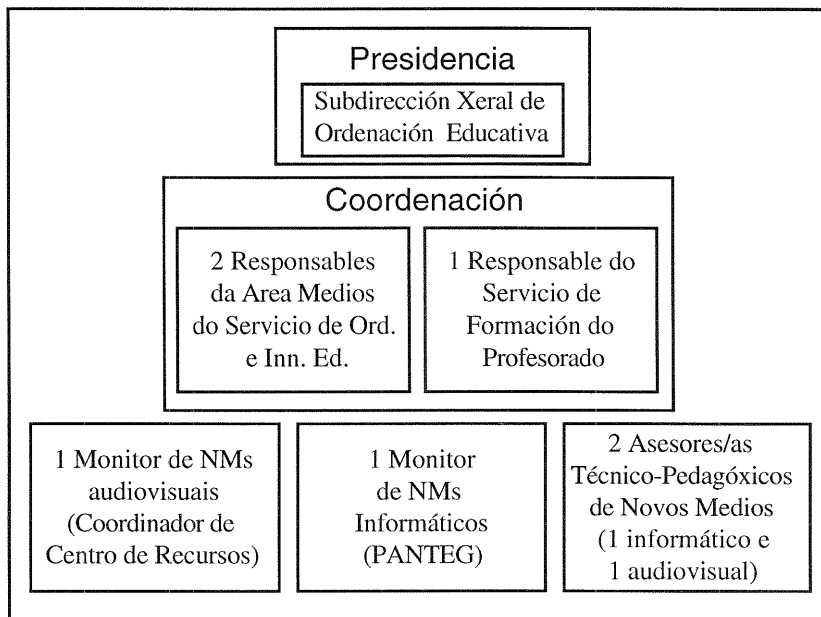 Presidencia
Subdirección Xeral de
Ordenación Educativa
Coordenación
2 Responsables
da Area Medios
do Servicio de Ord.
e Inn. Ed.
1 Responsable do
Servicio de
Formación do
Profesorado
1 Monitor de NMs
audiovisuais
(Coordinador de
Centro de Recursos)
1 Monitor
de NMs
Informáticos
(PANTEG)
2 Asesores/as
Técnico-Pedagóxicos
de Novos Medios
(1 informático e
1 audiovisual)